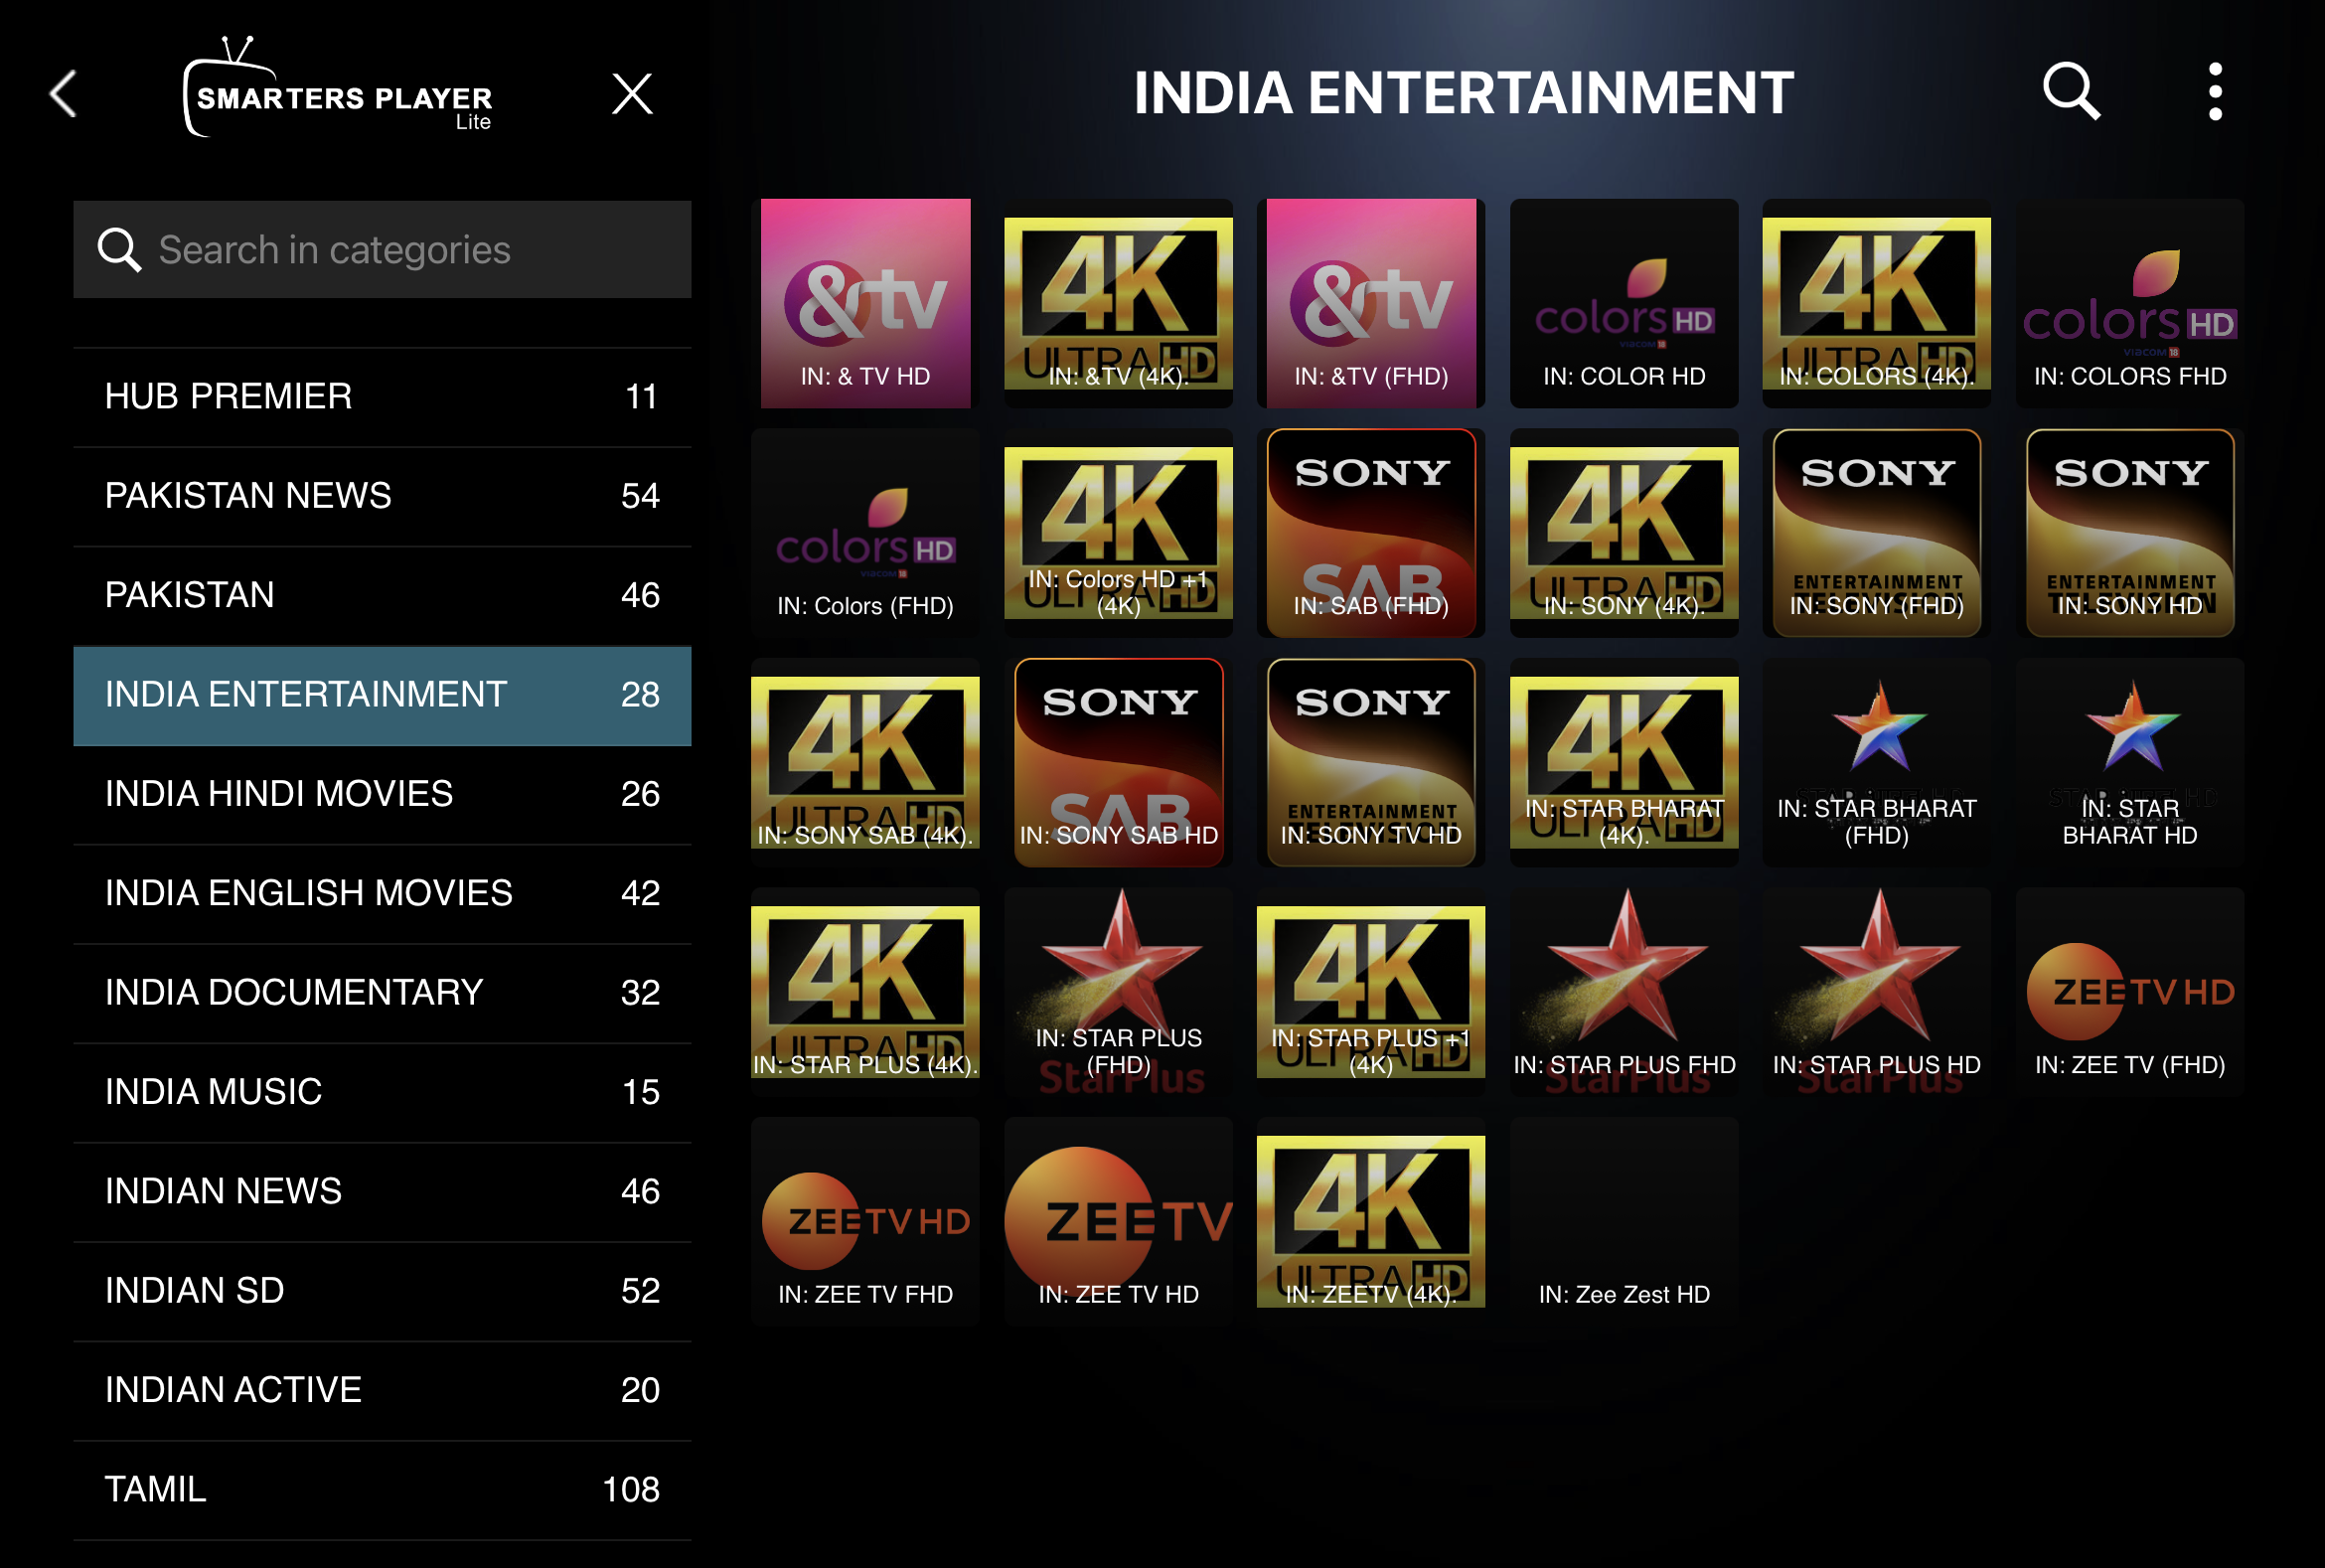 SMARTERS PLAYER
Lite
INDIA ENTERTAINMENT
Search in categories
HUB PREMIER 11
PAKISTAN NEWS 54
PAKISTAN 46
INDIA ENTERTAINMENT 28
INDIA HINDI MOVIES 26
INDIA ENGLISH MOVIES 42
INDIA DOCUMENTARY 32
INDIA MUSIC 15
INDIAN NEWS 46
INDIAN SD 52
INDIAN ACTIVE 20
TAMIL 108
&tv
IN: & TV HD
4K
ULTRA HD
IN: &TV (4K).
&tv
IN: &TV (FHD)
colors HD
VIACOM 18
IN: COLOR HD
4K
ULTRA HD
IN: COLORS (4K).
colors HD
VIACOM 18
IN: COLORS FHD
colors HD
VIACOM 18
IN: Colors (FHD)
4K
ULTRA HD
IN: Colors HD +1
(4K)
SONY
SAB
IN: SAB (FHD)
4K
ULTRA HD
IN: SONY (4K).
SONY
ENTERTAINMENT
TELEVISION
IN: SONY (FHD)
SONY
ENTERTAINMENT
TELEVISION
IN: SONY HD
4K
ULTRA HD
IN: SONY SAB (4K).
SONY
SAB
IN: SONY SAB HD
SONY
ENTERTAINMENT
TELEVISION
IN: SONY TV HD
4K
ULTRA HD
IN: STAR BHARAT
(4K).
IN: STAR BHARAT
(FHD)
IN: STAR
BHARAT HD
4K
ULTRA HD
IN: STAR PLUS (4K).
StarPlus
IN: STAR PLUS
(FHD)
4K
ULTRA HD
IN: STAR PLUS +1
(4K)
StarPlus
IN: STAR PLUS FHD
StarPlus
IN: STAR PLUS HD
ZEE TV HD
IN: ZEE TV (FHD)
ZEE TV HD
IN: ZEE TV FHD
ZEE TV
IN: ZEE TV HD
4K
ULTRA HD
IN: ZEETV (4K).
IN: Zee Zest HD